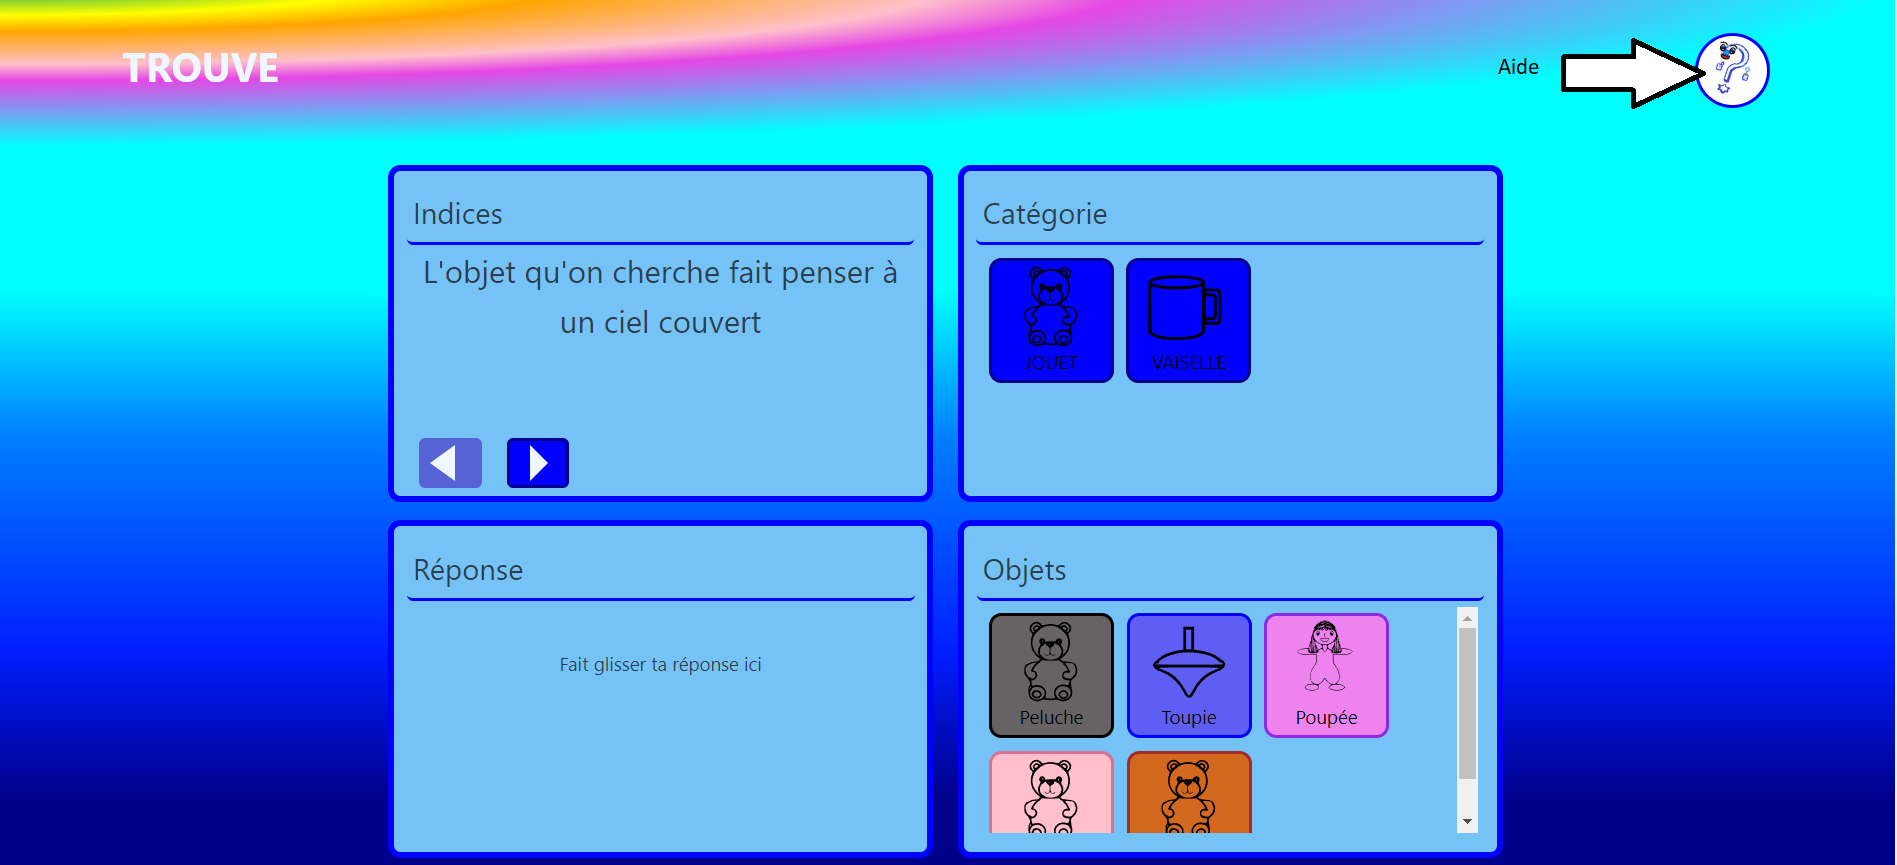 TROUVE
Aide
Indices
L'objet qu'on cherche fait penser à
un ciel couvert
Catégorie
JOUET
VAISELLE
Réponse
Fait glisser ta réponse ici
Objets
Peluche
Toupie
Poupée